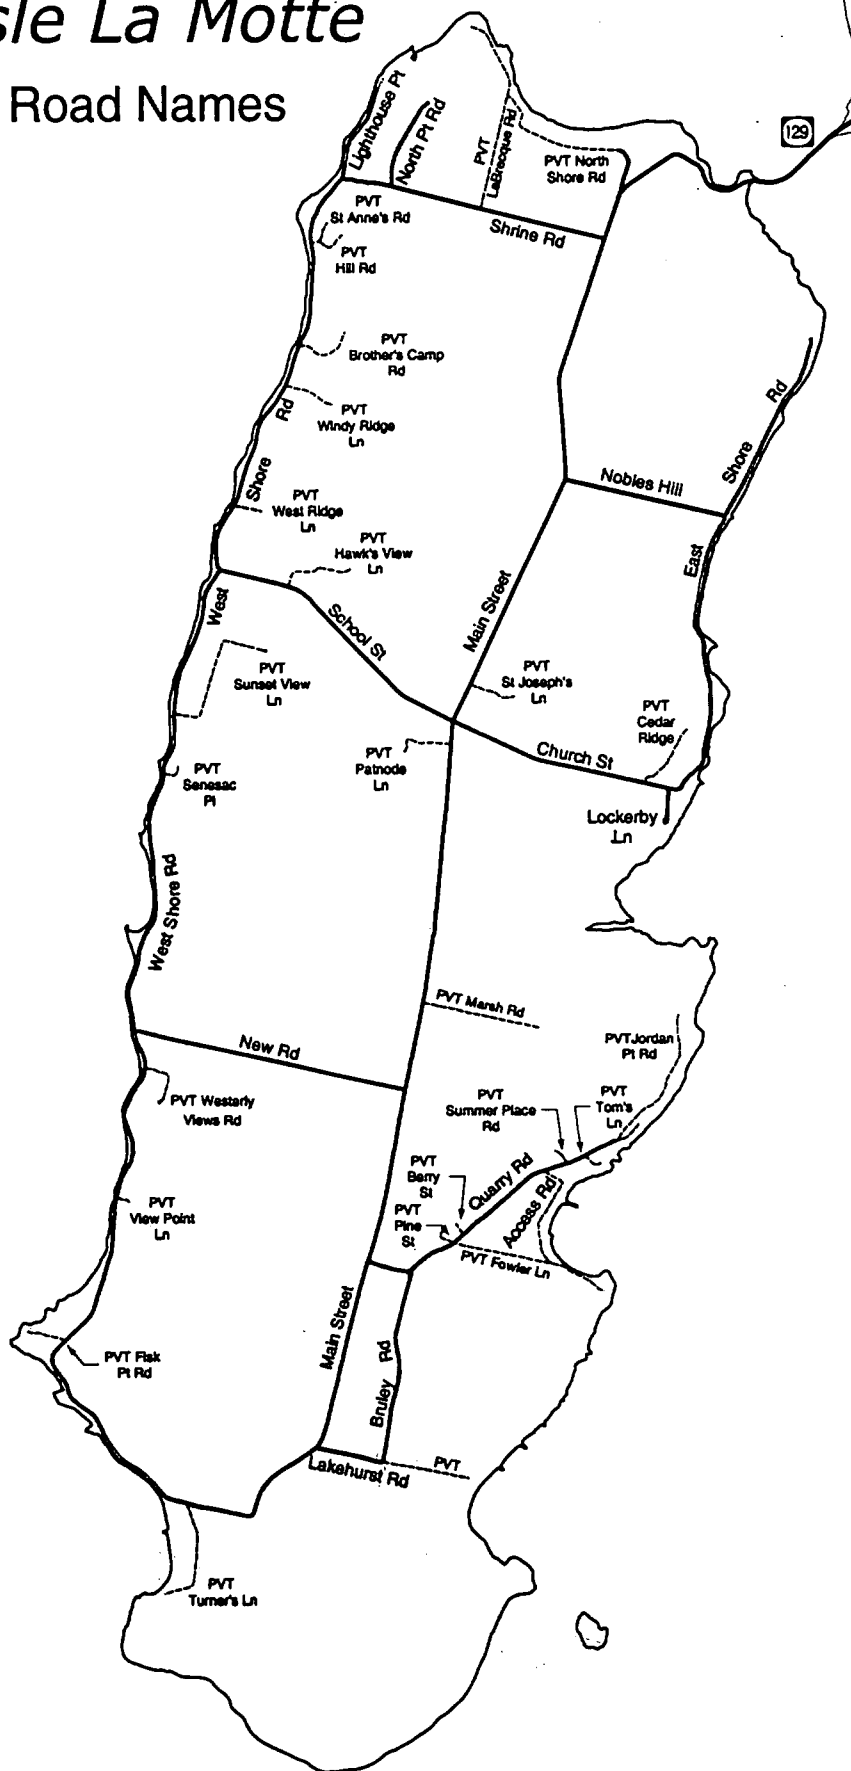 sle La Motte
Road Names
129
Lighthouse Pt
North Pt Rd
PVT
LaBrecque Rd
PVT North
Shore Rd
PVT
St Anne's Rd
Shrine Rd
PVT
Hill Rd
PVT
Brother's Camp
Rd
PVT
Windy Ridge
Ln
West Shore Rd
East Shore Rd
Nobles Hill
PVT
West Ridge
Ln
PVT
Hawk's View
Ln
School St
Main Street
PVT
Sunset View
Ln
PVT
St Joseph's
Ln
PVT
Cedar
Ridge
PVT
Patnode
Ln
Church St
PVT
Senesac
Pt
Lockerby
Ln
West Shore Rd
PVT Marsh Rd
New Rd
PVT Jordan
Pt Rd
PVT Westerly
Views Rd
PVT
Summer Place
Rd
PVT
Tom's
Ln
PVT
Berry
St
Quarry Rd
Access Rd
PVT
View Point
Ln
PVT
Pine
St
PVT Fowler Ln
Main Street
Bruley Rd
PVT Fisk
Pt Rd
Lakehurst Rd
PVT
PVT
Turner's Ln